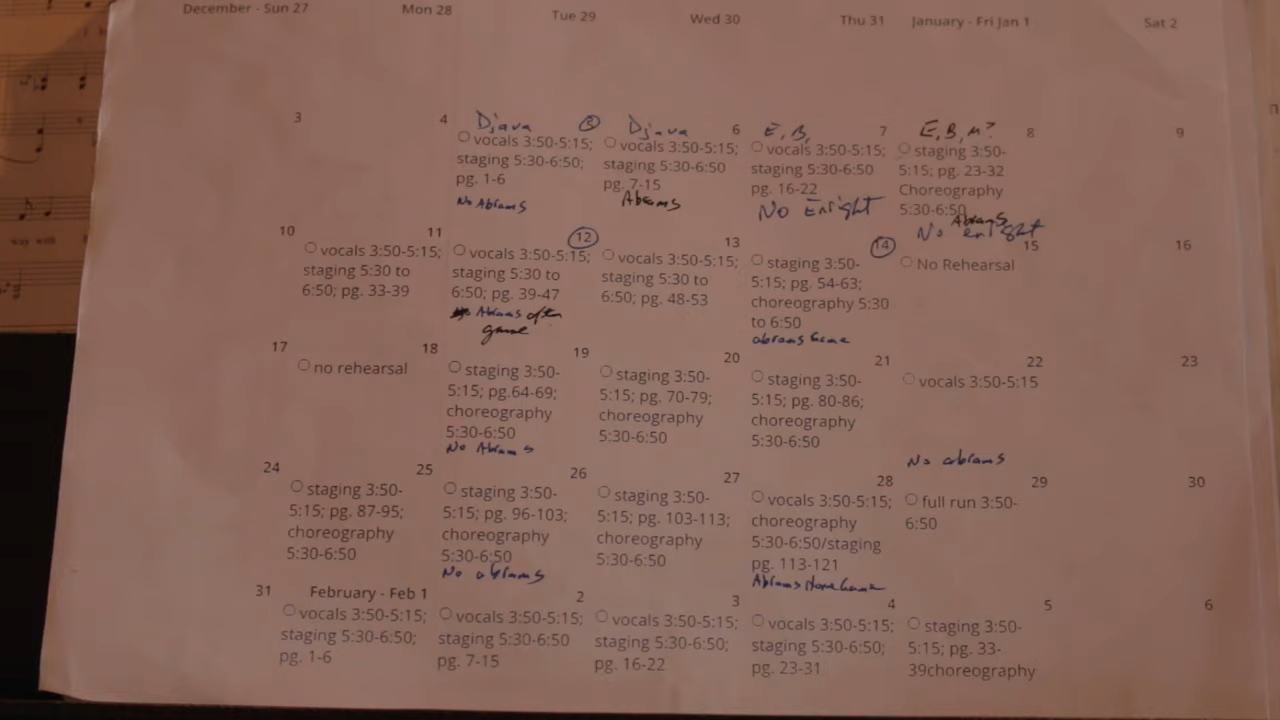 December - Sun 27
Mon 28
Tue 29
Wed 30
Thu 31
January - Fri Jan 1
Sat 2
3
4
Djava
5
vocals 3:50-5:15;
staging 5:30-6:50;
pg. 1-6
No Abrams
Djava
6
vocals 3:50-5:15;
staging 5:30-6:50
pg. 7-15
Abrams
E, B,
7
vocals 3:50-5:15;
staging 5:30-6:50
pg. 16-22
No Enright
E, B, M?
8
staging 3:50-
5:15; pg. 23-32
Choreography
5:30-6:50
Abrams
No enright
9
10
11
vocals 3:50-5:15;
staging 5:30 to
6:50; pg. 33-39
12
vocals 3:50-5:15;
staging 5:30 to
6:50; pg. 39-47
Abrams after
game
13
vocals 3:50-5:15;
staging 5:30 to
6:50; pg. 48-53
14
staging 3:50-
5:15; pg. 54-63;
choreography 5:30
to 6:50
abrams Game
15
No Rehearsal
16
17
18
no rehearsal
19
staging 3:50-
5:15; pg.64-69;
choreography
5:30-6:50
No Abrams
20
staging 3:50-
5:15; pg. 70-79;
choreography
5:30-6:50
21
staging 3:50-
5:15; pg. 80-86;
choreography
5:30-6:50
22
vocals 3:50-5:15
No abrams
23
24
25
staging 3:50-
5:15; pg. 87-95;
choreography
5:30-6:50
26
staging 3:50-
5:15; pg. 96-103;
choreography
5:30-6:50
No abrams
27
staging 3:50-
5:15; pg. 103-113;
choreography
5:30-6:50
28
vocals 3:50-5:15;
choreography
5:30-6:50/staging
pg. 113-121
Abrams Home Game
29
full run 3:50-
6:50
30
31
February - Feb 1
vocals 3:50-5:15;
staging 5:30-6:50;
pg. 1-6
2
vocals 3:50-5:15;
staging 5:30-6:50
pg. 7-15
3
vocals 3:50-5:15;
staging 5:30-6:50;
pg. 16-22
4
vocals 3:50-5:15;
staging 5:30-6:50;
pg. 23-31
5
staging 3:50-
5:15; pg. 33-
39choreography
6
way with